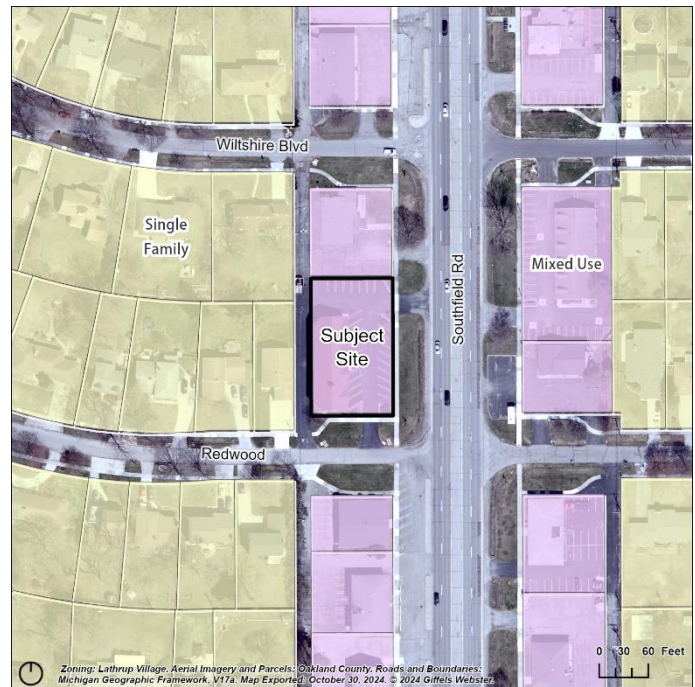 Wiltshire Blvd
Single
Family
Mixed Use
Southfield Rd
Subject
Site
Redwood
0 30 60 Feet
Zoning: Lathrup Village. Aerial Imagery and Parcels: Oakland County. Roads and Boundaries:
Michigan Geographic Framework, V17a. Map Exported: October 30, 2024. © 2024 Giffels Webster.